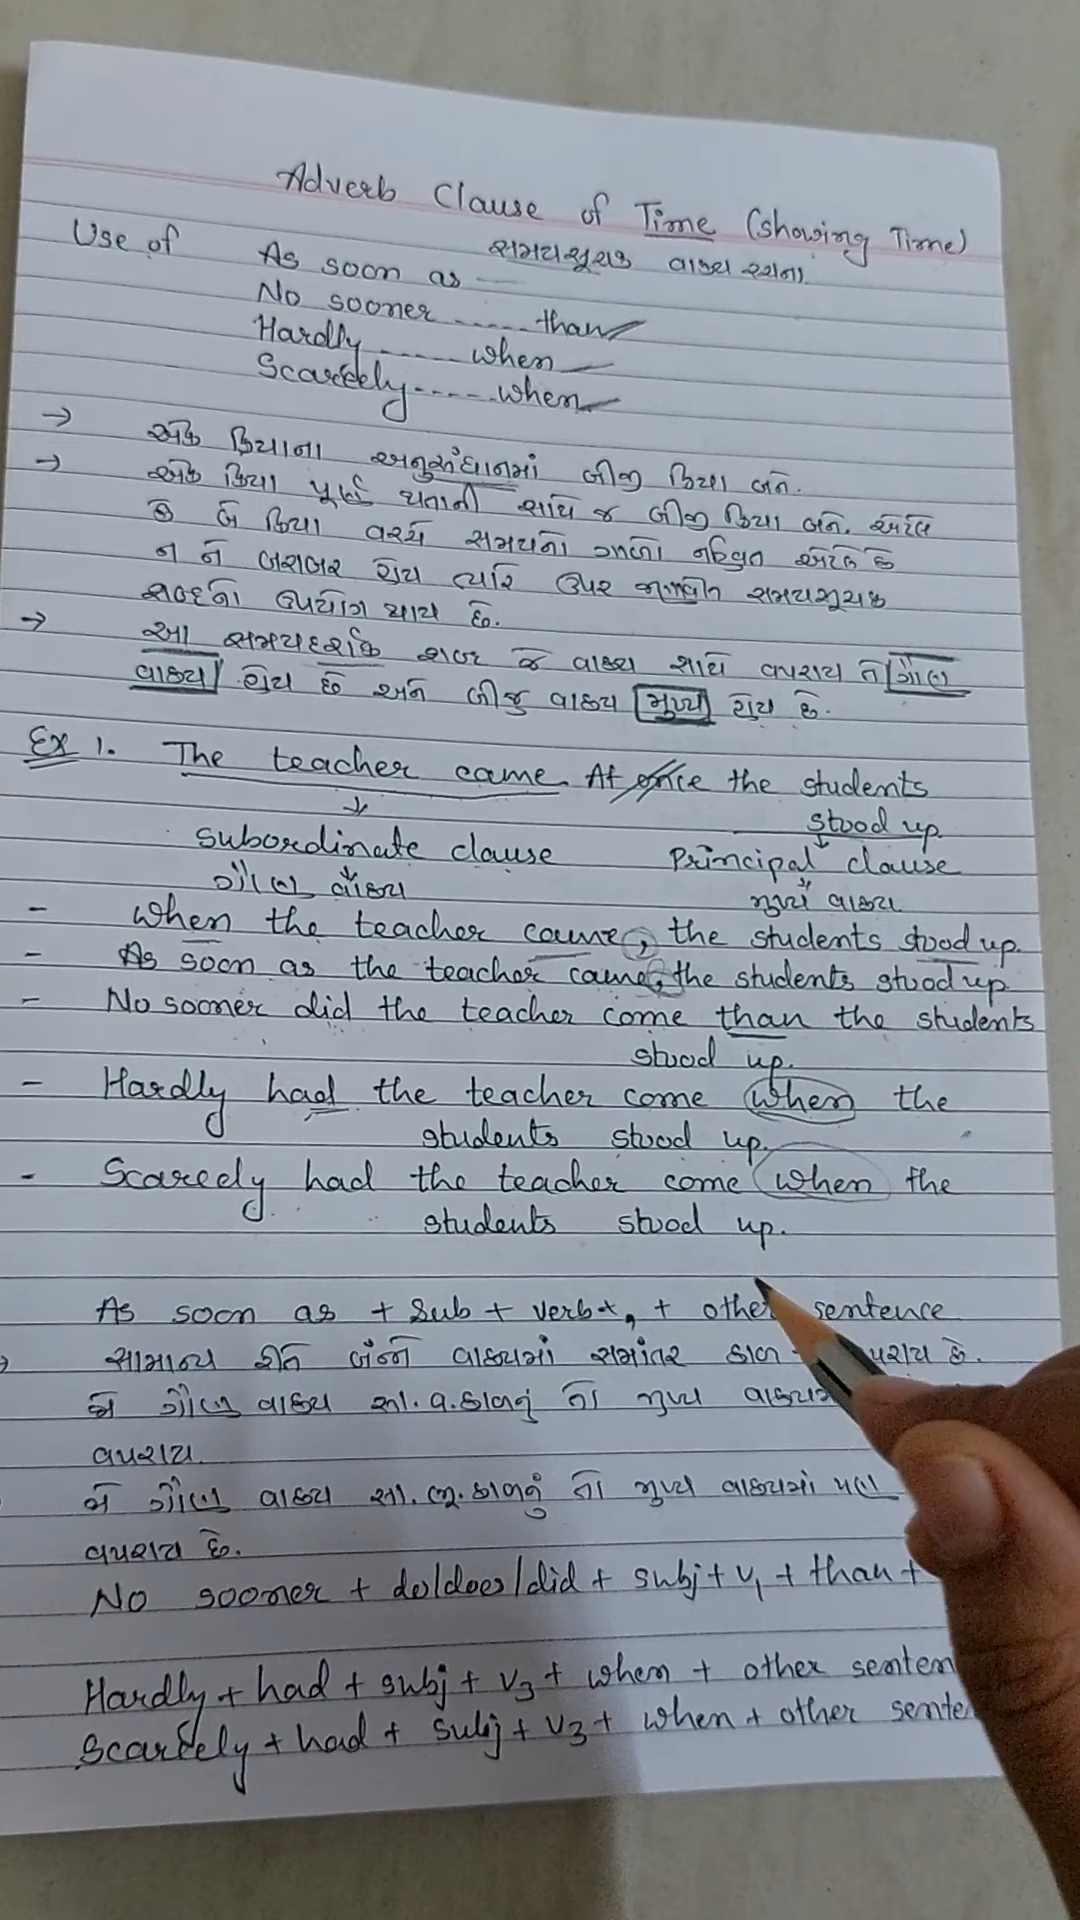 Adverb Clause of Time (showing Time)
સમયસૂચક વાક્ય રચના.
Use of As soon as
No sooner ...... than
Hardly ...... when
Scarcely ..... when
→ એક ક્રિયાના અનુસંધાનમાં બીજી ક્રિયા બને.
→ એક ક્રિયા પૂર્ણ થતાની સાથે જ બીજી ક્રિયા બને. એટલે
કે બે ક્રિયા વચ્ચે સમયનો ગાળો નહિવત એટલે કે
ન ને બરાબર હોય ત્યારે ઉપર સમયસૂચક
શબ્દનો ઉપયોગ થાય છે.
→ આ સમયદર્શક શબ્દ જે વાક્ય સાથે વપરાય તે ગૌણ
વાક્ય હોય છે અને બીજુ વાક્ય મુખ્ય હોય છે.
Ex 1. The teacher came. At once the students
stood up.
subordinate clause Principal clause
ગૌણ વાક્ય મુખ્ય વાક્ય
- When the teacher came, the students stood up.
- As soon as the teacher came, the students stood up
- No sooner did the teacher come than the students
stood up.
- Hardly had the teacher come when the
students stood up.
- Scarcely had the teacher come when the
students stood up.
As soon as + Sub + verb+, + other sentence
સામાન્ય રીતે બંને વાક્યમાં સમાંતર કાળ વપરાય છે.
જો ગૌણ વાક્ય સા. વ. કાળનું તો મુખ્ય
વપરાય.
જો ગૌણ વાક્ય સા. ભૂ. કાળનું તો મુખ્ય વાક્યમાં પણ
વપરાય છે.
No sooner + do/does/did + subj + V1 + than +
Hardly + had + subj + V3 + when + other senten
Scarcely + had + subj + V3 + when + other sente